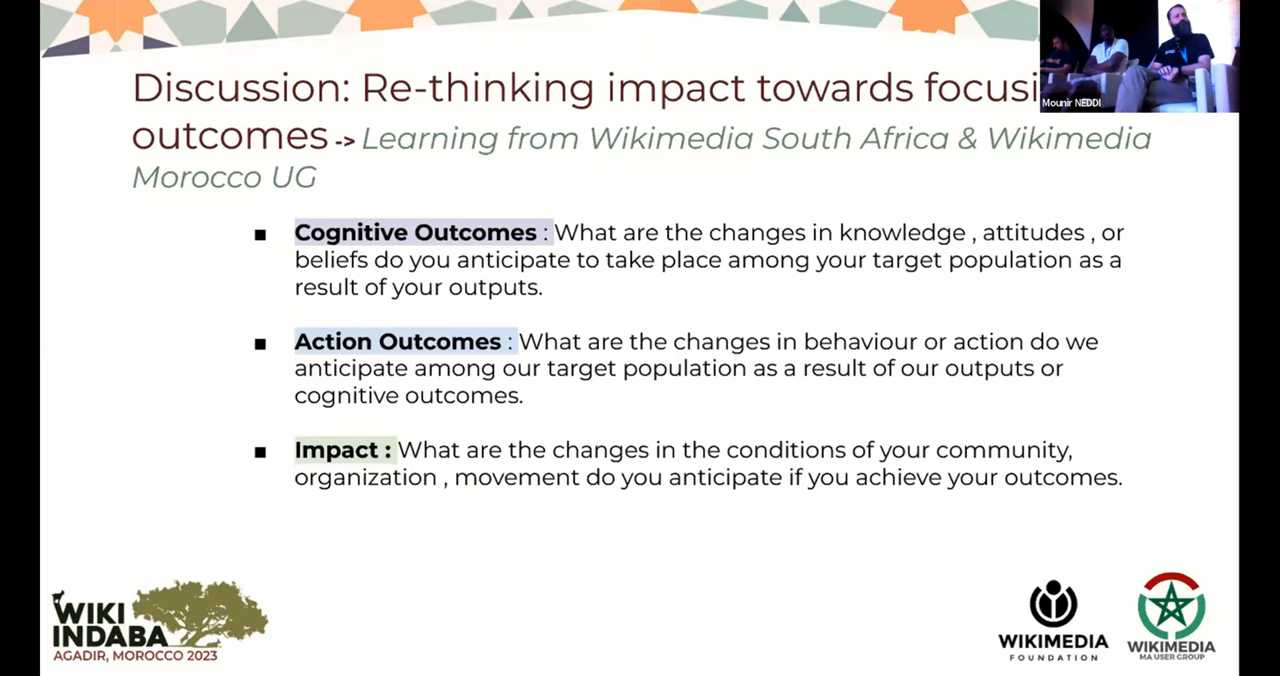 Discussion: Re-thinking impact towards focusi
outcomes -> Learning from Wikimedia South Africa & Wikimedia
Morocco UG
Mounir NEDDI
■ Cognitive Outcomes : What are the changes in knowledge , attitudes , or
beliefs do you anticipate to take place among your target population as a
result of your outputs.
■ Action Outcomes : What are the changes in behaviour or action do we
anticipate among our target population as a result of our outputs or
cognitive outcomes.
■ Impact : What are the changes in the conditions of your community,
organization , movement do you anticipate if you achieve your outcomes.
WIKI
INDABA
AGADIR, MOROCCO 2023
WIKIMEDIA
FOUNDATION
WIKIMEDIA
MA USER GROUP